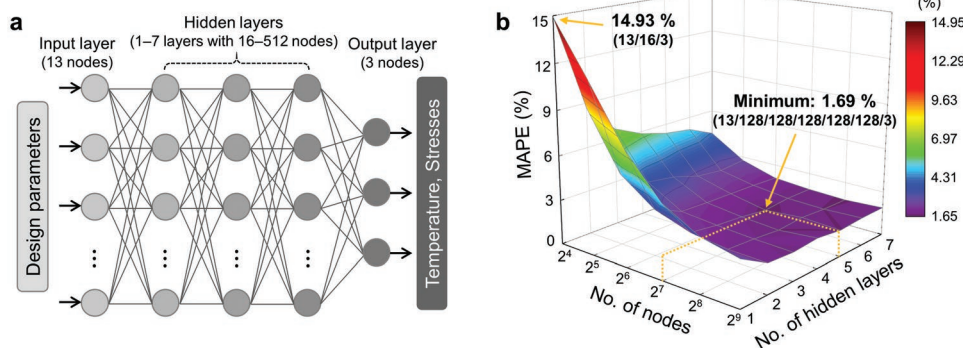 a
Hidden layers
(1–7 layers with 16–512 nodes)
Input layer
(13 nodes)
Output layer
(3 nodes)
Design parameters
Temperature, Stresses
b
(%)
15
12
9
6
3
0
MAPE (%)
14.93 %
(13/16/3)
Minimum: 1.69 %
(13/128/128/128/128/128/3)
2⁴
2⁵
2⁶
2⁷
2⁸
2⁹
No. of nodes
1
2
3
4
5
6
7
No. of hidden layers
14.95
12.29
9.63
6.97
4.31
1.65